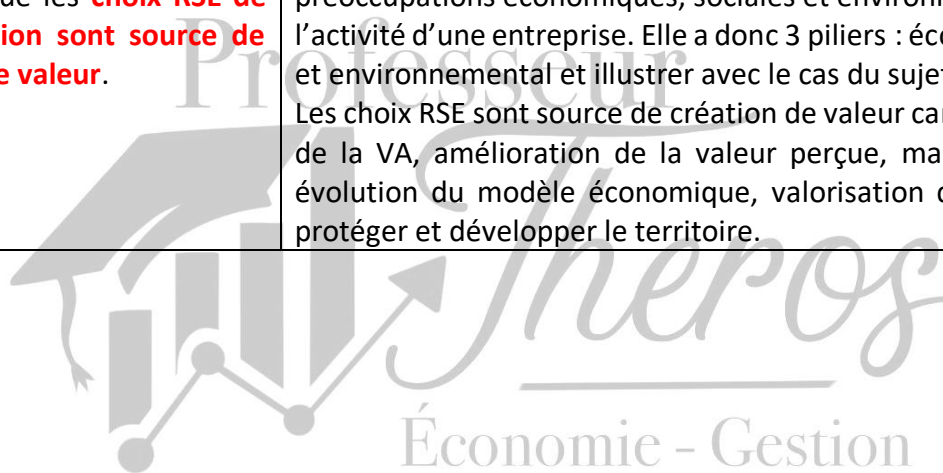 que les choix RSE de
ion sont source de
e valeur.
préoccupations économiques, sociales et environn
l'activité d'une entreprise. Elle a donc 3 piliers : éco
et environnemental et illustrer avec le cas du sujet
Les choix RSE sont source de création de valeur car
de la VA, amélioration de la valeur perçue, ma
évolution du modèle économique, valorisation d
protéger et développer le territoire.
Professeur
Theros
Économie - Gestion